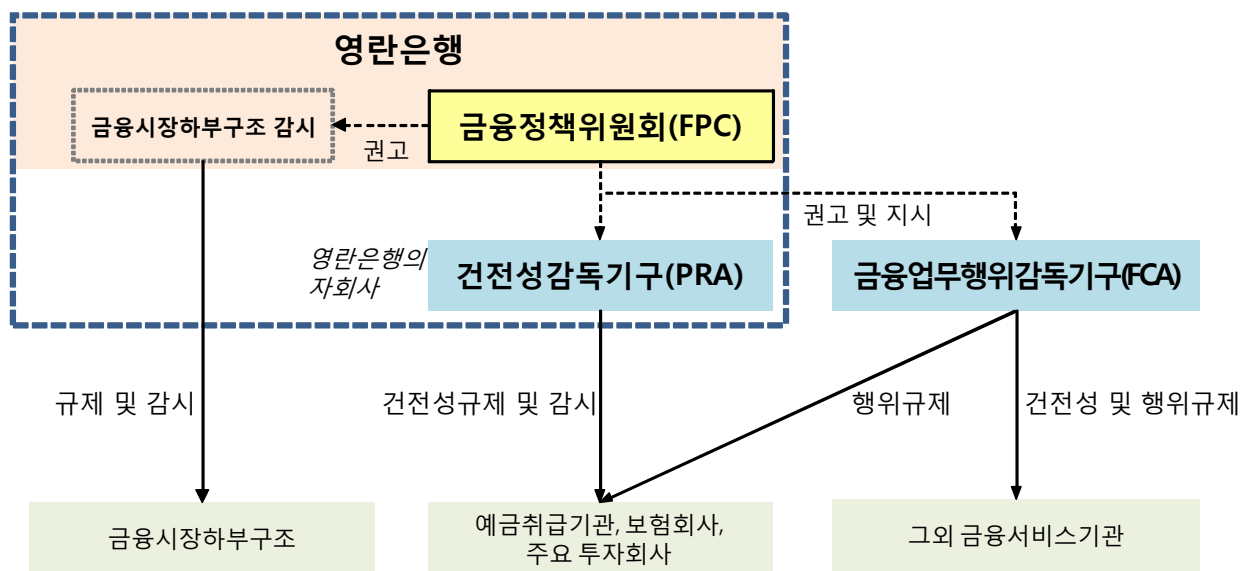 영란은행
금융시장하부구조 감시
금융정책위원회(FPC)
권고
권고 및 지시
영란은행의
자회사
건전성감독기구(PRA)
금융업무행위감독기구(FCA)
규제 및 감시
건전성규제 및 감시
행위규제
건전성 및 행위규제
금융시장하부구조
예금취급기관, 보험회사,
주요 투자회사
그외 금융서비스기관